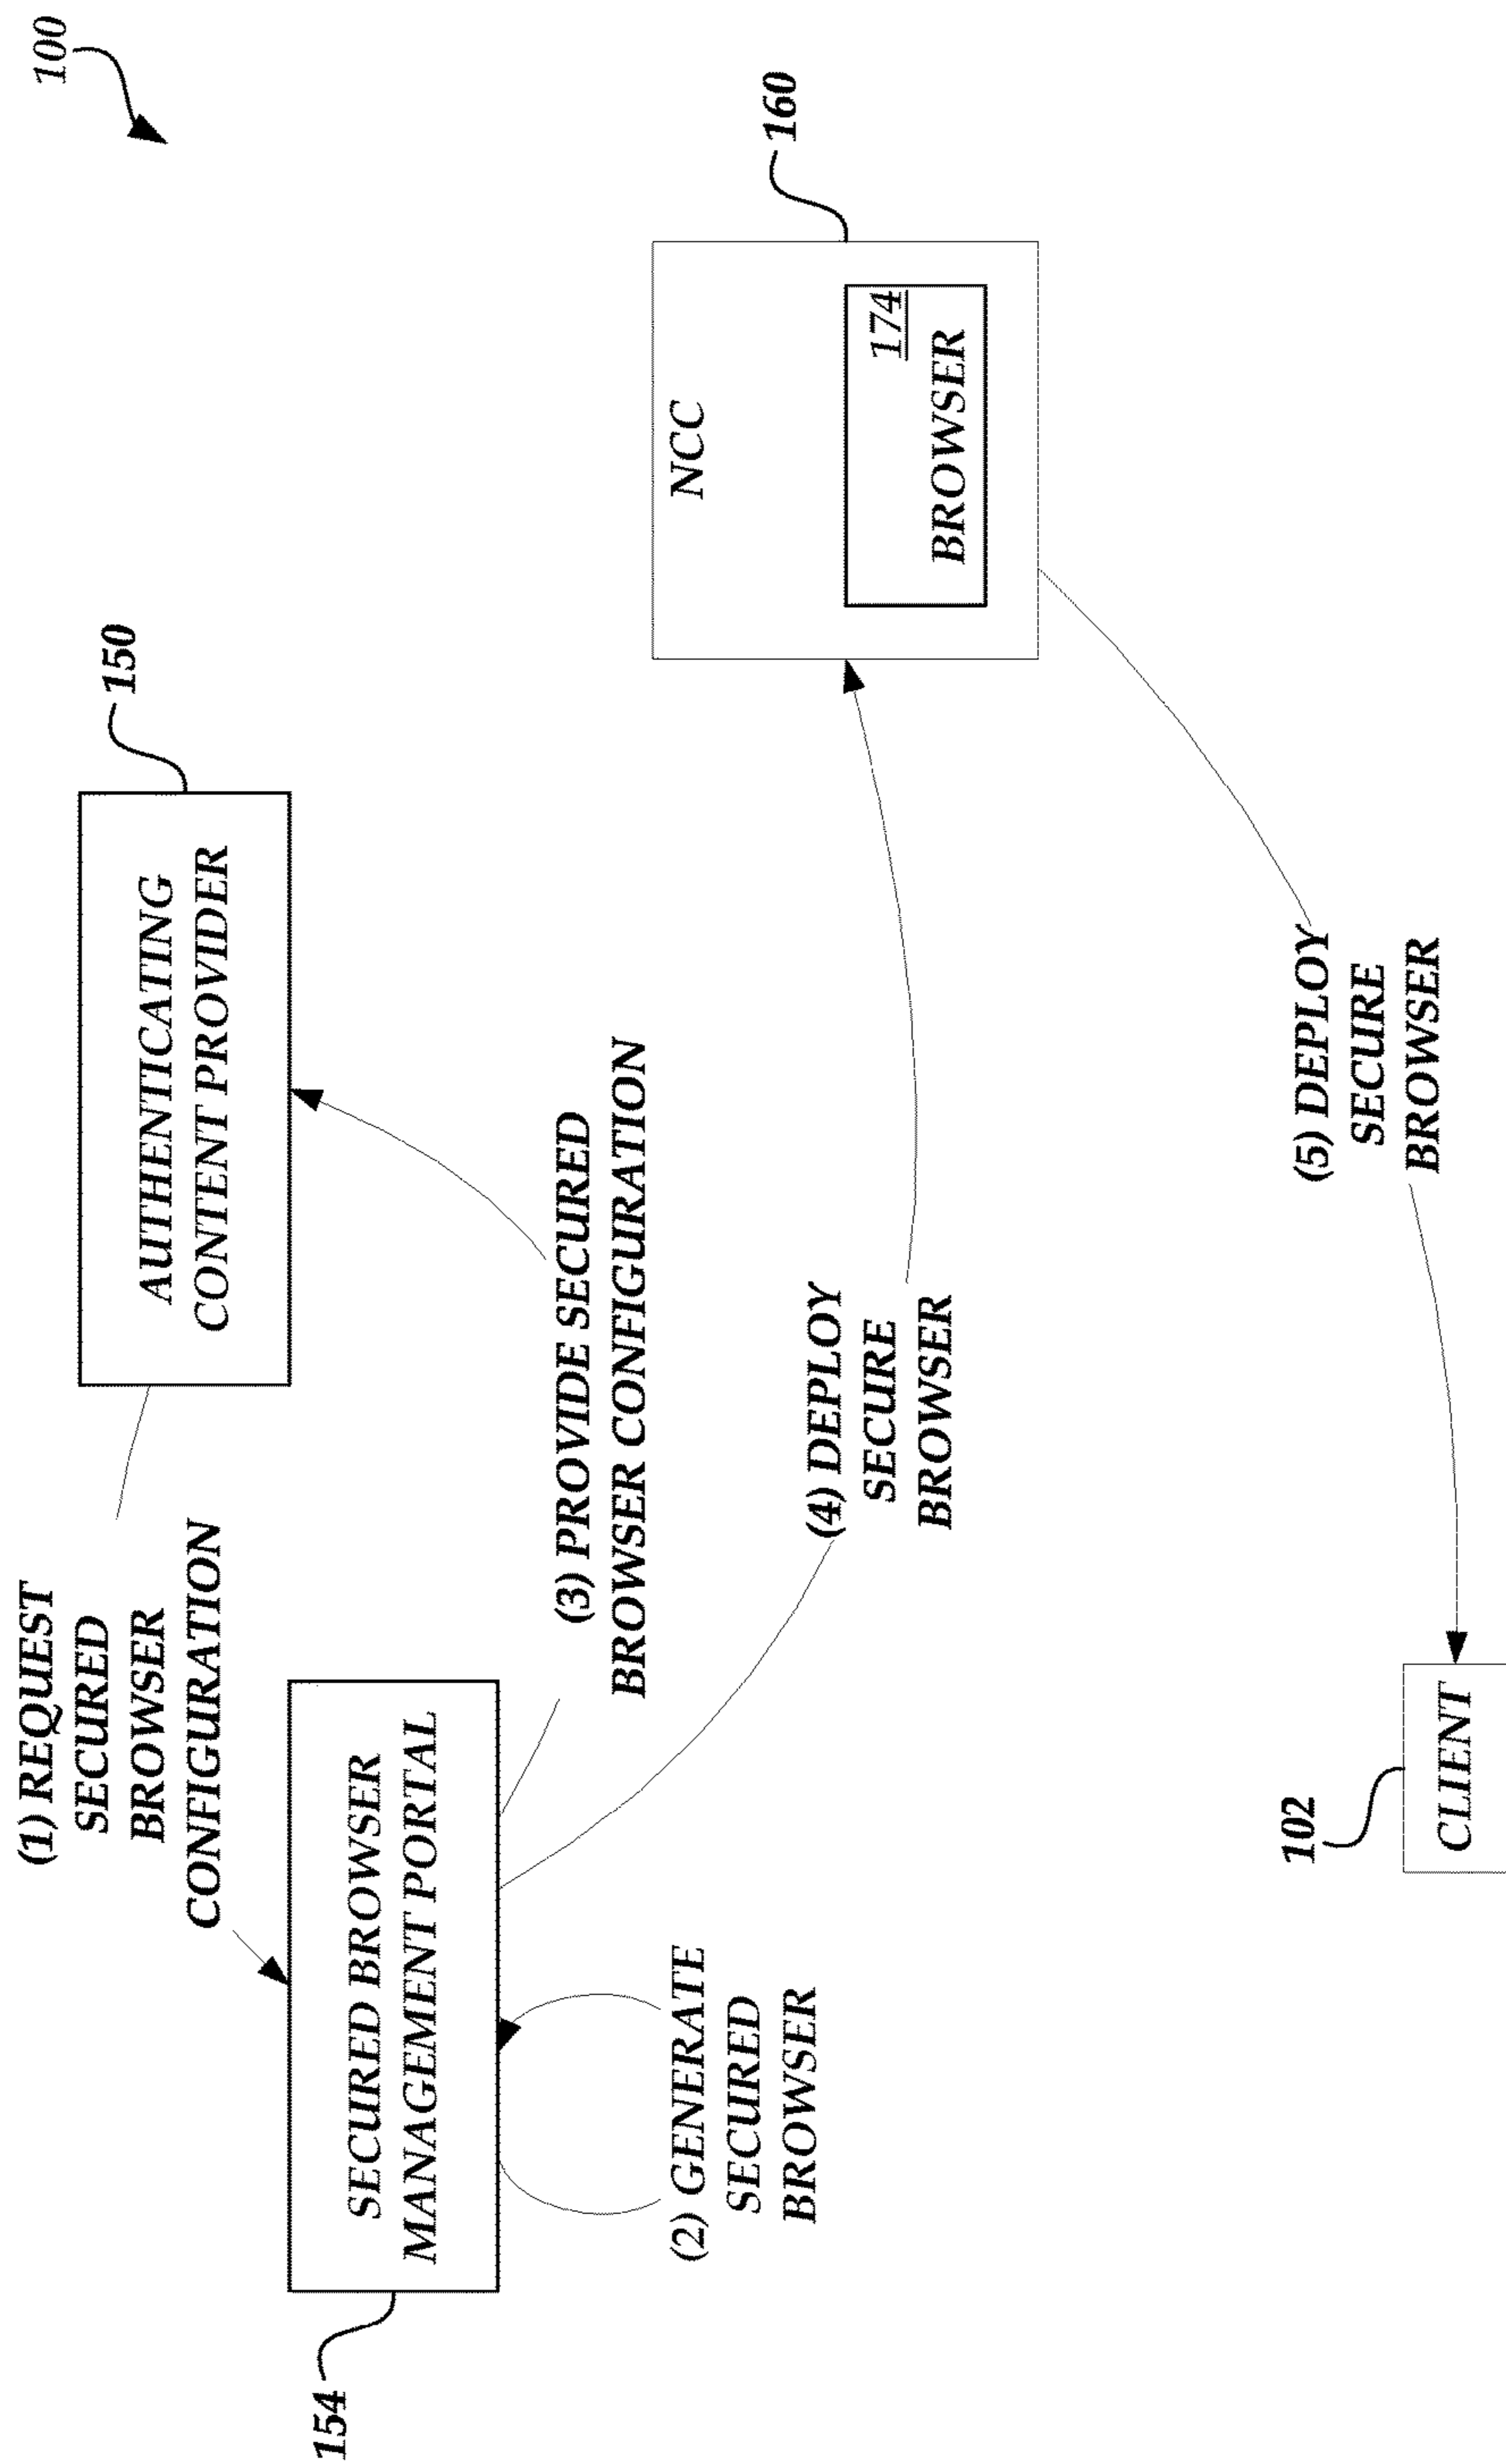 100
(1) REQUEST
SECURED
BROWSER
CONFIGURATION
AUTHENTICATING
CONTENT PROVIDER
150
154
SECURED BROWSER
MANAGEMENT PORTAL
(2) GENERATE
SECURED
BROWSER
(3) PROVIDE SECURED
BROWSER CONFIGURATION
(4) DEPLOY
SECURE
BROWSER
NCC
174
BROWSER
160
(5) DEPLOY
SECURE
BROWSER
102
CLIENT